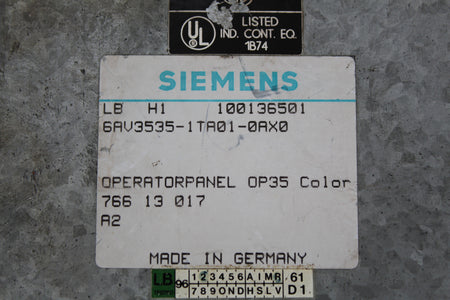 UL
LISTED
IND. CONT. EQ.
1B74
SIEMENS
LB H1 100136501
6AV3535-1TA01-0AX0
OPERATORPANEL OP35 Color
766 13 017
A2
MADE IN GERMANY
LB 96 123456AIMR 61
789ONDHSLV D1